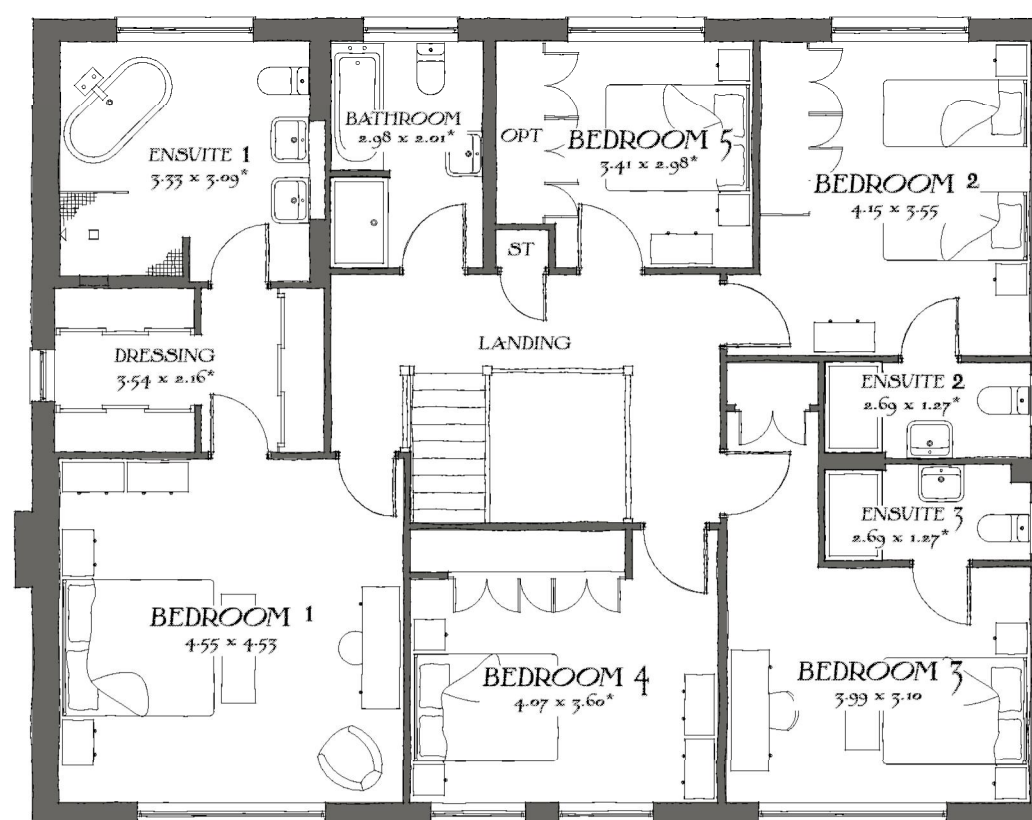 ENSUITE 1
3.33 x 3.09*
BATHROOM
2.98 x 2.01*
OPT
BEDROOM 5
3.41 x 2.98*
BEDROOM 2
4.15 x 3.55
ST
DRESSING
3.54 x 2.16*
LANDING
ENSUITE 2
2.69 x 1.27*
ENSUITE 3
2.69 x 1.27*
BEDROOM 1
4.55 x 4.53
BEDROOM 4
4.07 x 3.60*
BEDROOM 3
3.99 x 3.10